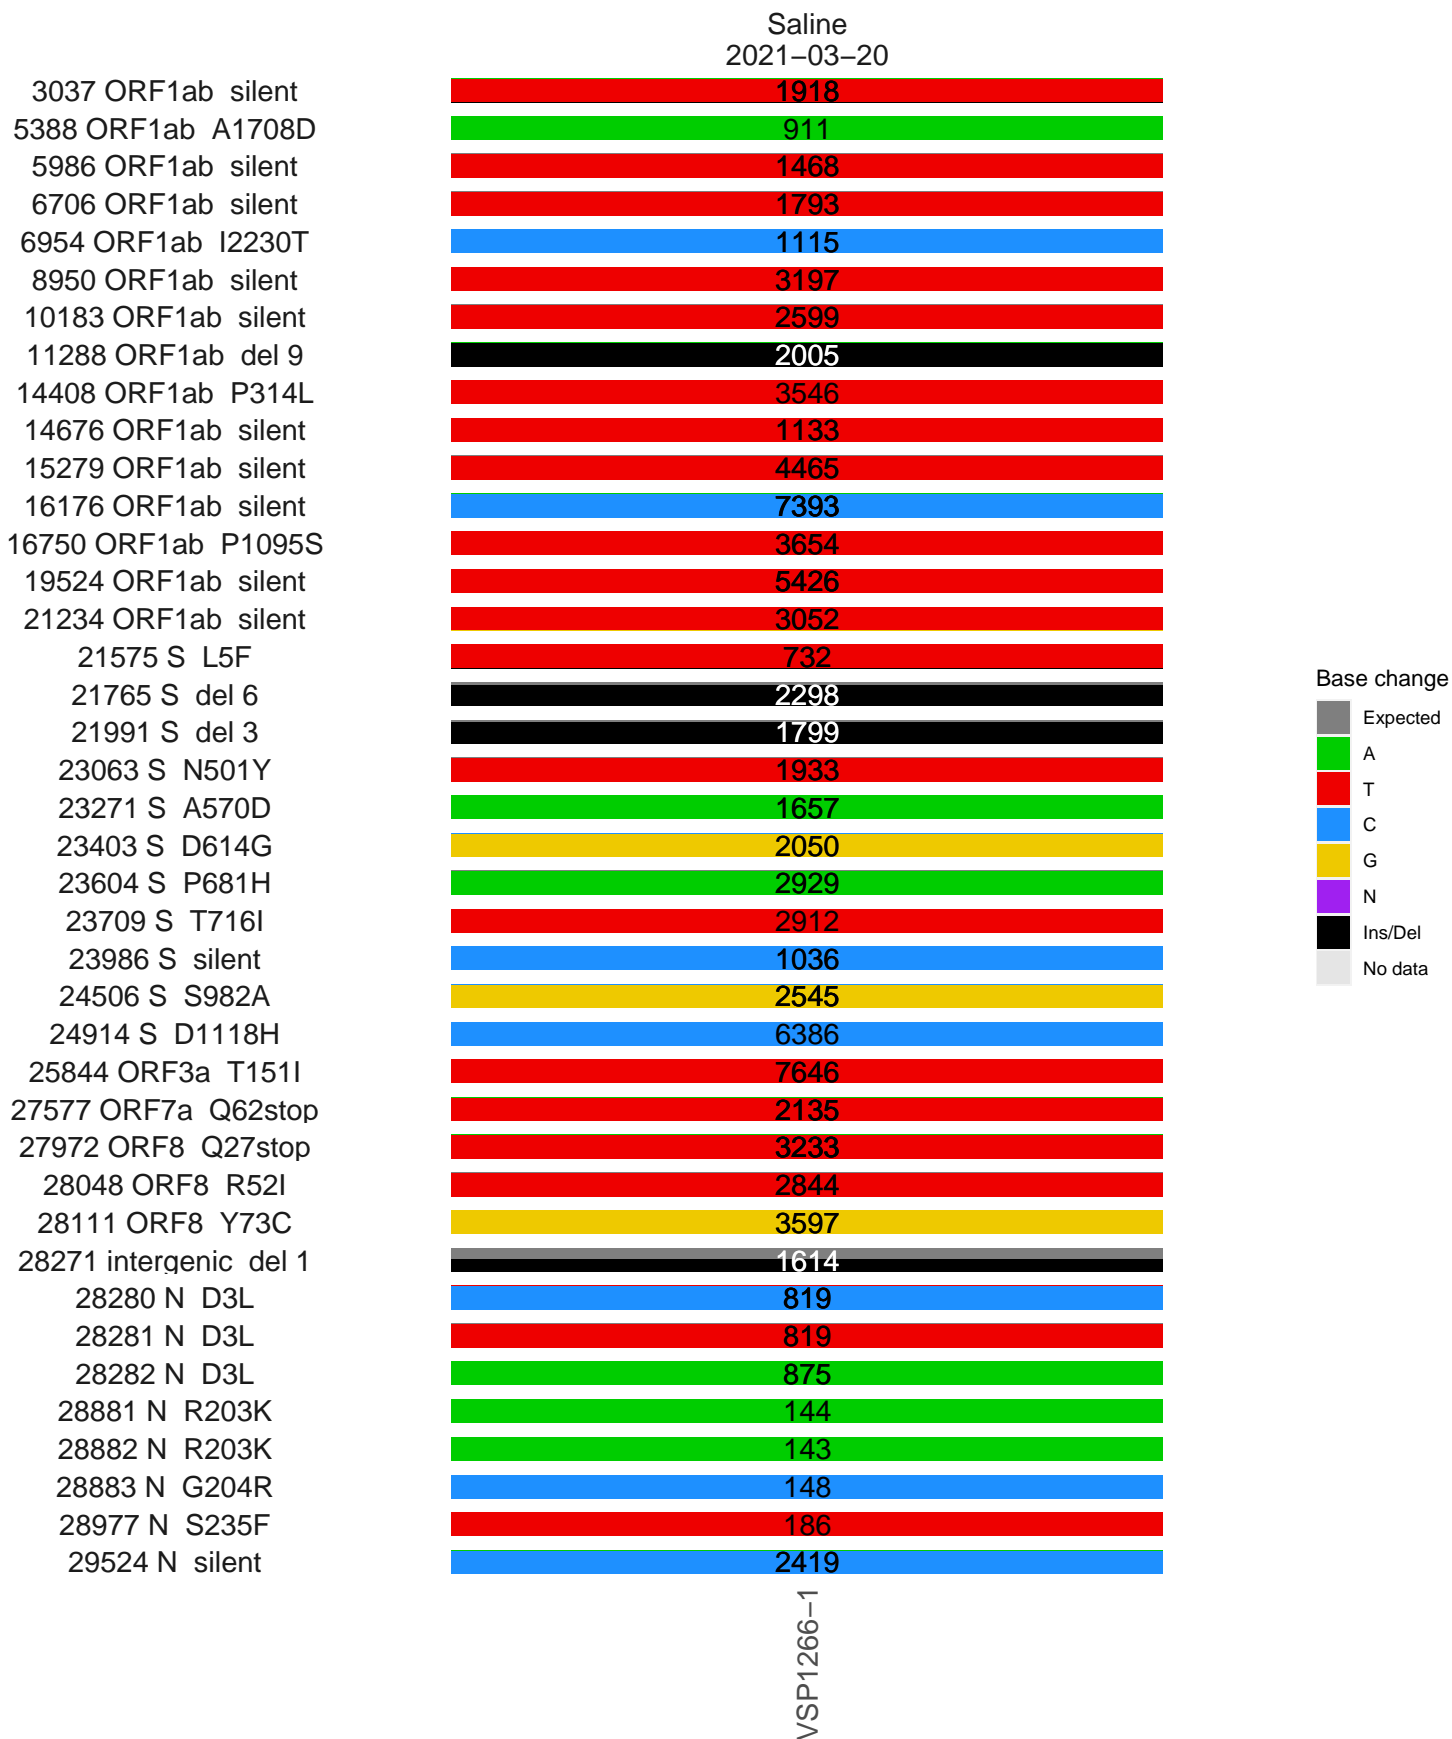 Saline
2021−03−20
3037 ORF1ab silent 1918
5388 ORF1ab A1708D 911
5986 ORF1ab silent 1468
6706 ORF1ab silent 1793
6954 ORF1ab I2230T 1115
8950 ORF1ab silent 3197
10183 ORF1ab silent 2599
11288 ORF1ab del 9 2005
14408 ORF1ab P314L 3546
14676 ORF1ab silent 1133
15279 ORF1ab silent 4465
16176 ORF1ab silent 7393
16750 ORF1ab P1095S 3654
19524 ORF1ab silent 5426
21234 ORF1ab silent 3052
21575 S L5F 732
21765 S del 6 2298
21991 S del 3 1799
23063 S N501Y 1933
23271 S A570D 1657
23403 S D614G 2050
23604 S P681H 2929
23709 S T716I 2912
23986 S silent 1036
24506 S S982A 2545
24914 S D1118H 6386
25844 ORF3a T151I 7646
27577 ORF7a Q62stop 2135
27972 ORF8 Q27stop 3233
28048 ORF8 R52I 2844
28111 ORF8 Y73C 3597
28271 intergenic del 1 1614
28280 N D3L 819
28281 N D3L 819
28282 N D3L 875
28881 N R203K 144
28882 N R203K 143
28883 N G204R 148
28977 N S235F 186
29524 N silent 2419
VSP1266−1
Base change
Expected
A
T
C
G
N
Ins/Del
No data